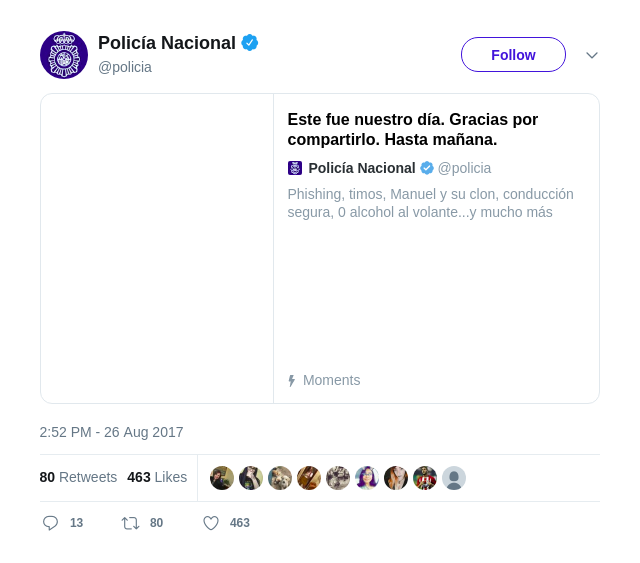 Policía Nacional
@policia
Follow
Este fue nuestro día. Gracias por
compartirlo. Hasta mañana.
Policía Nacional @policia
Phishing, timos, Manuel y su clon, conducción
segura, 0 alcohol al volante...y mucho más
Moments
2:52 PM - 26 Aug 2017
80 Retweets 463 Likes
13 80 463